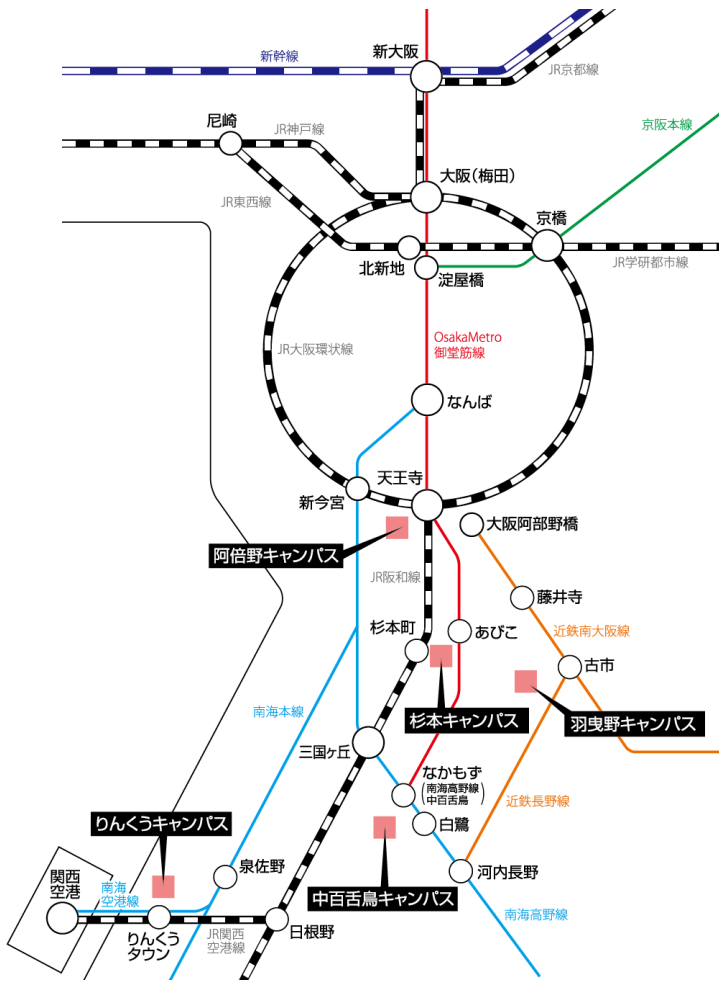 新大阪
新幹線
JR京都線
尼崎
JR神戸線
京阪本線
大阪(梅田)
JR東西線
京橋
北新地
淀屋橋
JR学研都市線
OsakaMetro
御堂筋線
JR大阪環状線
なんば
天王寺
新今宮
大阪阿部野橋
阿倍野キャンパス
JR阪和線
藤井寺
杉本町
あびこ
近鉄南大阪線
古市
南海本線
杉本キャンパス
羽曳野キャンパス
三国ヶ丘
なかもず
(南海高野線
中百舌鳥)
近鉄長野線
りんくうキャンパス
白鷺
関西
空港
泉佐野
河内長野
南海
空港線
中百舌鳥キャンパス
南海高野線
りんくう
タウン
JR関西
空港線
日根野